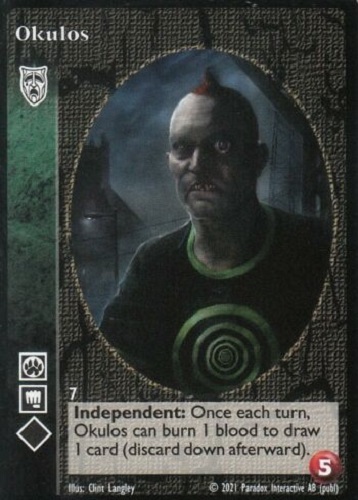 Okulos
7
Independent: Once each turn,
Okulos can burn 1 blood to draw
1 card (discard down afterward).
5
Illus: Clint Langley © 2021 Paradox Interactive AB (publ)